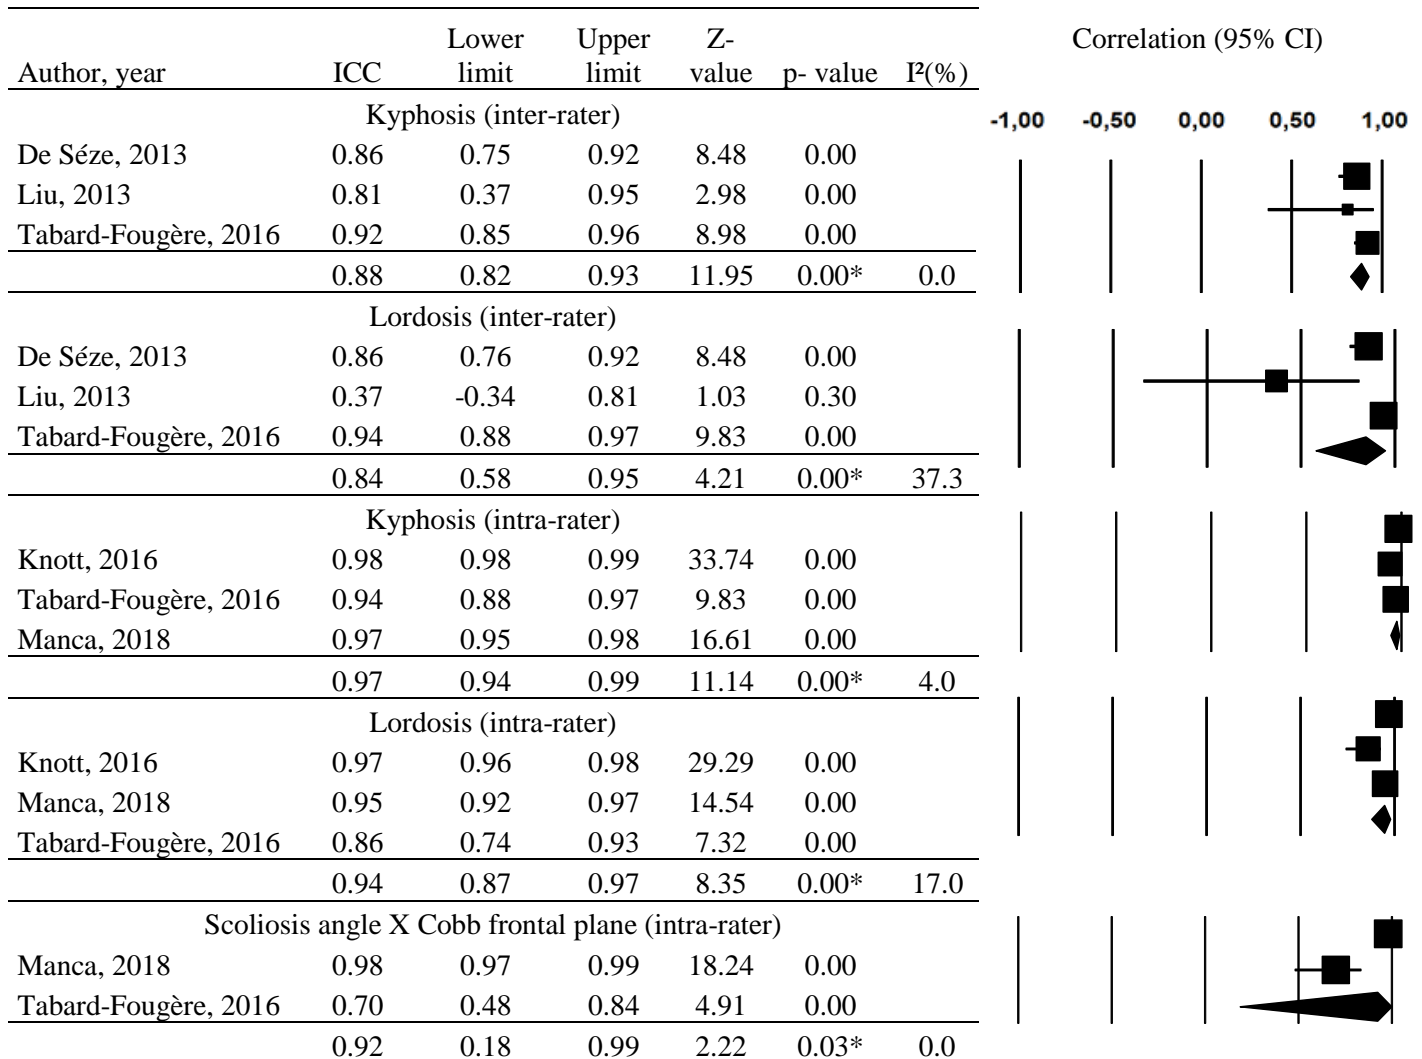 Author, year ICC Lower limit Upper limit Z-value p- value I²(%) Correlation (95% CI)
Kyphosis (inter-rater)
-1,00 -0,50 0,00 0,50 1,00
De Séze, 2013 0.86 0.75 0.92 8.48 0.00
Liu, 2013 0.81 0.37 0.95 2.98 0.00
Tabard-Fougère, 2016 0.92 0.85 0.96 8.98 0.00
0.88 0.82 0.93 11.95 0.00* 0.0
Lordosis (inter-rater)
De Séze, 2013 0.86 0.76 0.92 8.48 0.00
Liu, 2013 0.37 -0.34 0.81 1.03 0.30
Tabard-Fougère, 2016 0.94 0.88 0.97 9.83 0.00
0.84 0.58 0.95 4.21 0.00* 37.3
Kyphosis (intra-rater)
Knott, 2016 0.98 0.98 0.99 33.74 0.00
Tabard-Fougère, 2016 0.94 0.88 0.97 9.83 0.00
Manca, 2018 0.97 0.95 0.98 16.61 0.00
0.97 0.94 0.99 11.14 0.00* 4.0
Lordosis (intra-rater)
Knott, 2016 0.97 0.96 0.98 29.29 0.00
Manca, 2018 0.95 0.92 0.97 14.54 0.00
Tabard-Fougère, 2016 0.86 0.74 0.93 7.32 0.00
0.94 0.87 0.97 8.35 0.00* 17.0
Scoliosis angle X Cobb frontal plane (intra-rater)
Manca, 2018 0.98 0.97 0.99 18.24 0.00
Tabard-Fougère, 2016 0.70 0.48 0.84 4.91 0.00
0.92 0.18 0.99 2.22 0.03* 0.0